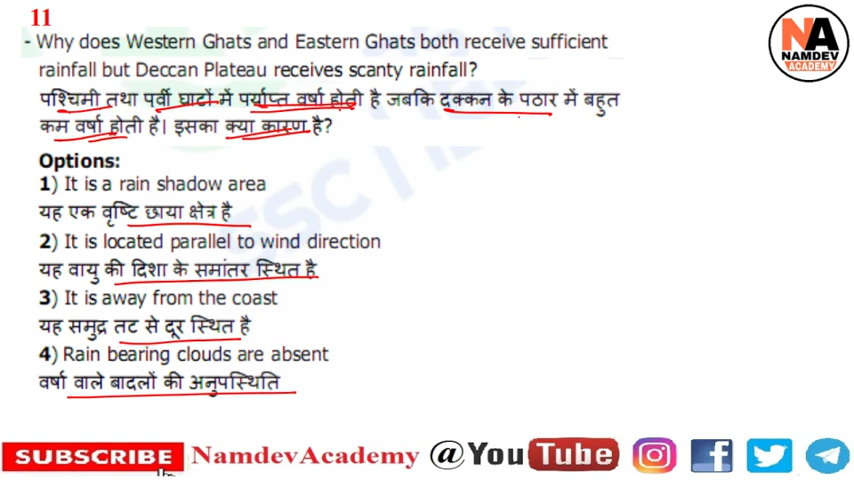 11
- Why does Western Ghats and Eastern Ghats both receive sufficient
rainfall but Deccan Plateau receives scanty rainfall?
पश्चिमी तथा पूर्वी घाटों में पर्याप्त वर्षा होती है जबकि दक्कन के पठार में बहुत
कम वर्षा होती है। इसका क्या कारण है?
Options:
1) It is a rain shadow area
यह एक वृष्टि छाया क्षेत्र है
2) It is located parallel to wind direction
यह वायु की दिशा के समांतर स्थित है
3) It is away from the coast
यह समुद्र तट से दूर स्थित है
4) Rain bearing clouds are absent
वर्षा वाले बादलों की अनुपस्थिति
NA
NAMDEV
ACADEMY
SUBSCRIBE NamdevAcademy @YouTube